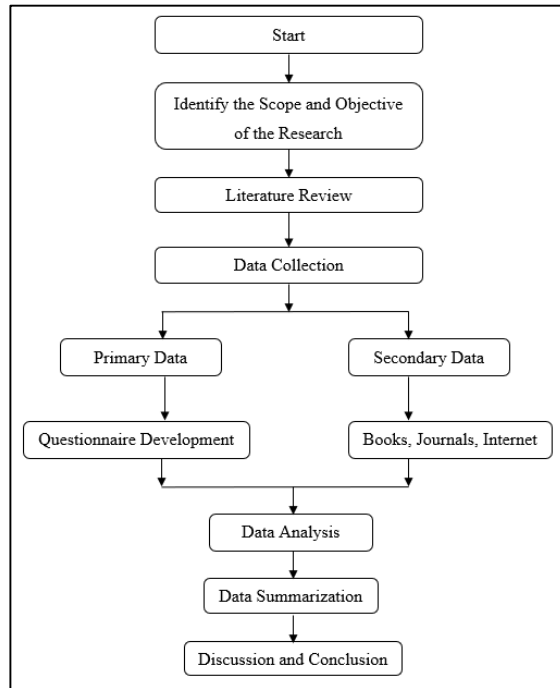 Start
Identify the Scope and Objective
of the Research
Literature Review
Data Collection
Primary Data
Secondary Data
Questionnaire Development
Books, Journals, Internet
Data Analysis
Data Summarization
Discussion and Conclusion